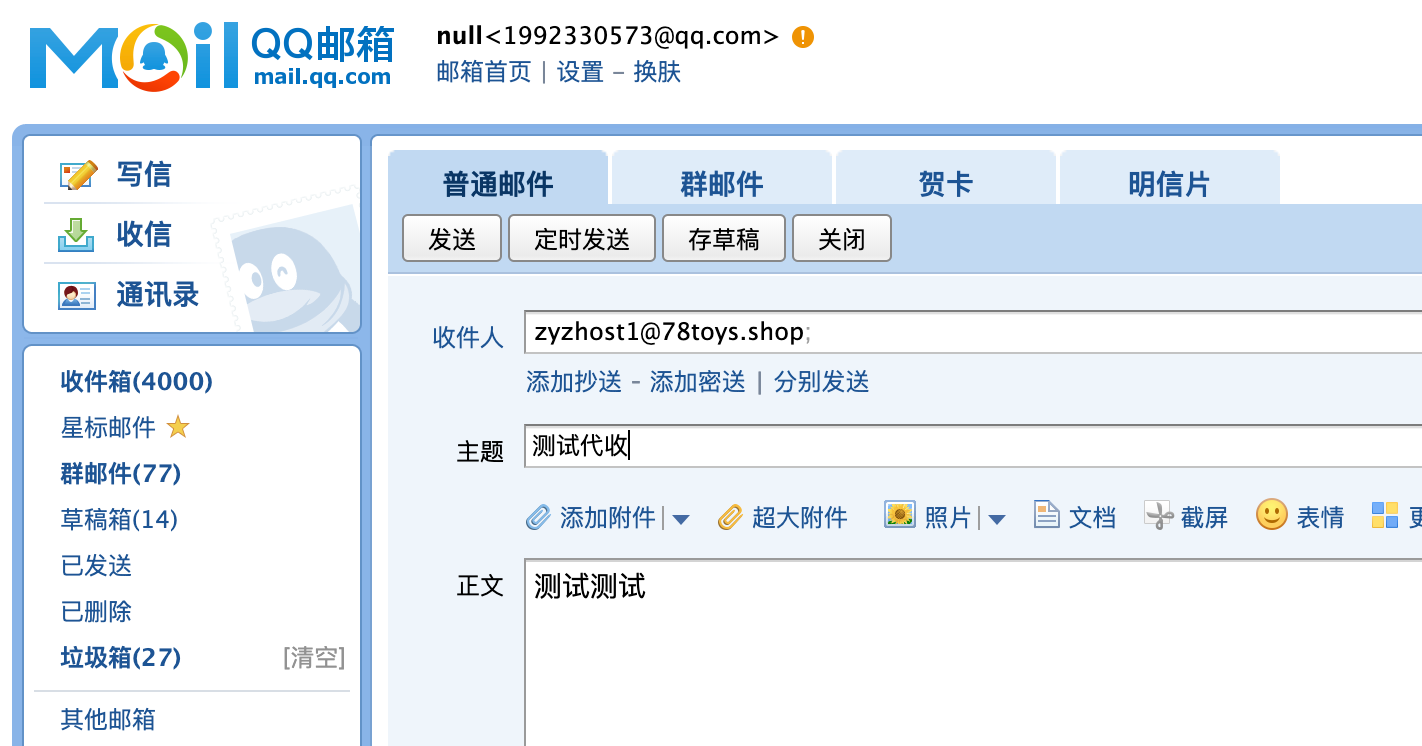 Mail QQ邮箱
mail.qq.com
null<1992330573@qq.com>
邮箱首页 | 设置 – 换肤
写信
收信
通讯录
收件箱(4000)
星标邮件
群邮件(77)
草稿箱(14)
已发送
已删除
垃圾箱(27) [清空]
其他邮箱
普通邮件 群邮件 贺卡 明信片
发送 定时发送 存草稿 关闭
收件人 zyzhost1@78toys.shop;
添加抄送 - 添加密送 | 分别发送
主题 测试代收
添加附件 | 超大附件 照片 | 文档 截屏 表情
正文 测试测试